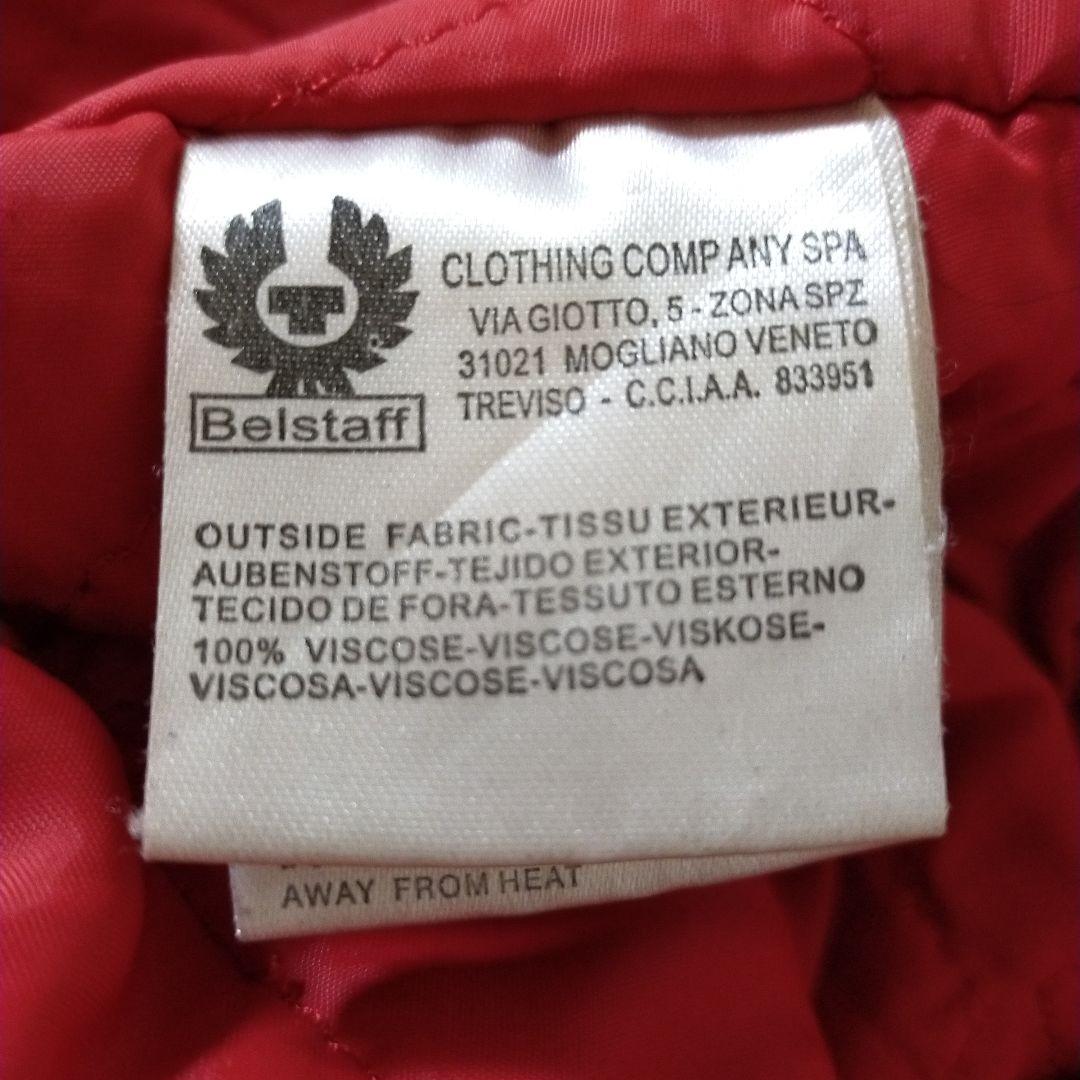 Belstaff
CLOTHING COMPANY SPA
VIA GIOTTO, 5 - ZONA SPZ
31021 MOGLIANO VENETO
TREVISO - C.C.I.A.A. 833951
OUTSIDE FABRIC-TISSU EXTERIEUR-
AUBENSTOFF-TEJIDO EXTERIOR-
TECIDO DE FORA-TESSUTO ESTERNO
100% VISCOSE-VISCOSE-VISKOSE-
VISCOSA-VISCOSE-VISCOSA
AWAY FROM HEAT